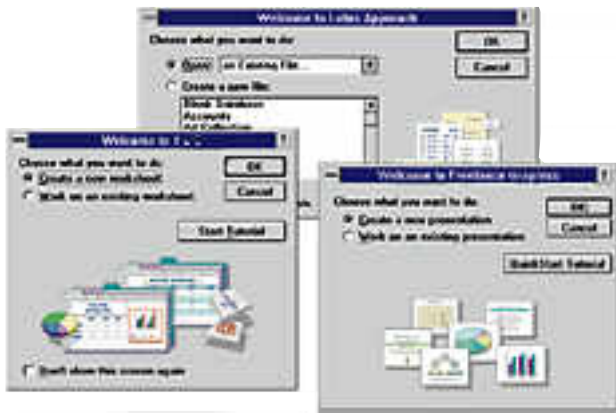 Welcome to Lotus Approach
Choose what you want to do:
Open an Existing File...
Create a new file:
Blank Database
Accounts
Art Collection
OK
Cancel
Welcome to
Choose what you want to do:
Create a new worksheet
Work on an existing worksheet
OK
Cancel
Start Tutorial
Don't show this screen again
Welcome to Freelance Graphics
Choose what you want to do:
Create a new presentation
Work on an existing presentation
OK
Cancel
QuickStart Tutorial